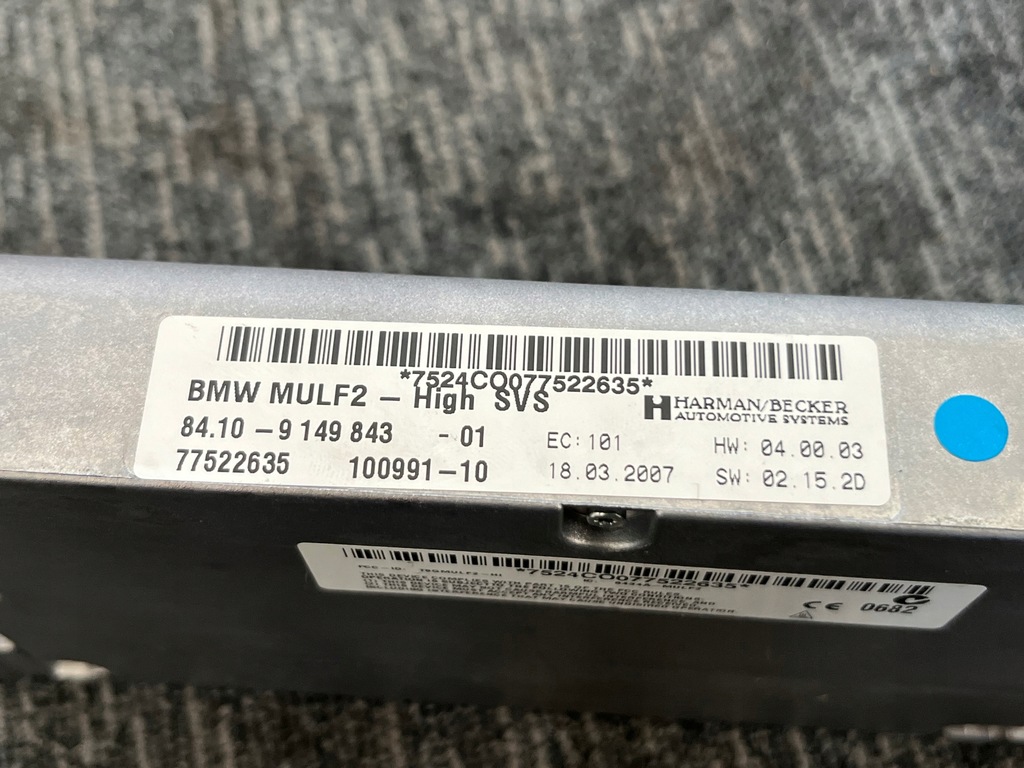 *7524CO077522635*
BMW MULF2 - High SVS
HARMAN/BECKER
AUTOMOTIVE SYSTEMS
84.10 - 9 149 843 - 01
EC: 101
HW: 04.00.03
77522635 100991-10
18.03.2007
SW: 02.15.2D
*7524CO077522635*
CE 0682